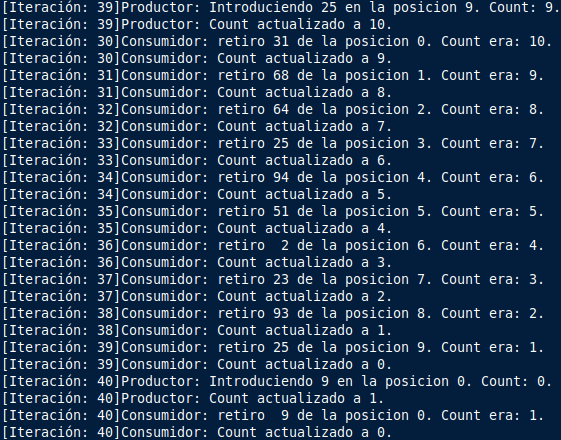 [Iteración: 39]Productor: Introduciendo 25 en la posicion 9. Count: 9.
[Iteración: 39]Productor: Count actualizado a 10.
[Iteración: 30]Consumidor: retiro 31 de la posicion 0. Count era: 10.
[Iteración: 30]Consumidor: Count actualizado a 9.
[Iteración: 31]Consumidor: retiro 68 de la posicion 1. Count era: 9.
[Iteración: 31]Consumidor: Count actualizado a 8.
[Iteración: 32]Consumidor: retiro 64 de la posicion 2. Count era: 8.
[Iteración: 32]Consumidor: Count actualizado a 7.
[Iteración: 33]Consumidor: retiro 25 de la posicion 3. Count era: 7.
[Iteración: 33]Consumidor: Count actualizado a 6.
[Iteración: 34]Consumidor: retiro 94 de la posicion 4. Count era: 6.
[Iteración: 34]Consumidor: Count actualizado a 5.
[Iteración: 35]Consumidor: retiro 51 de la posicion 5. Count era: 5.
[Iteración: 35]Consumidor: Count actualizado a 4.
[Iteración: 36]Consumidor: retiro  2 de la posicion 6. Count era: 4.
[Iteración: 36]Consumidor: Count actualizado a 3.
[Iteración: 37]Consumidor: retiro 23 de la posicion 7. Count era: 3.
[Iteración: 37]Consumidor: Count actualizado a 2.
[Iteración: 38]Consumidor: retiro 93 de la posicion 8. Count era: 2.
[Iteración: 38]Consumidor: Count actualizado a 1.
[Iteración: 39]Consumidor: retiro 25 de la posicion 9. Count era: 1.
[Iteración: 39]Consumidor: Count actualizado a 0.
[Iteración: 40]Productor: Introduciendo 9 en la posicion 0. Count: 0.
[Iteración: 40]Productor: Count actualizado a 1.
[Iteración: 40]Consumidor: retiro  9 de la posicion 0. Count era: 1.
[Iteración: 40]Consumidor: Count actualizado a 0.